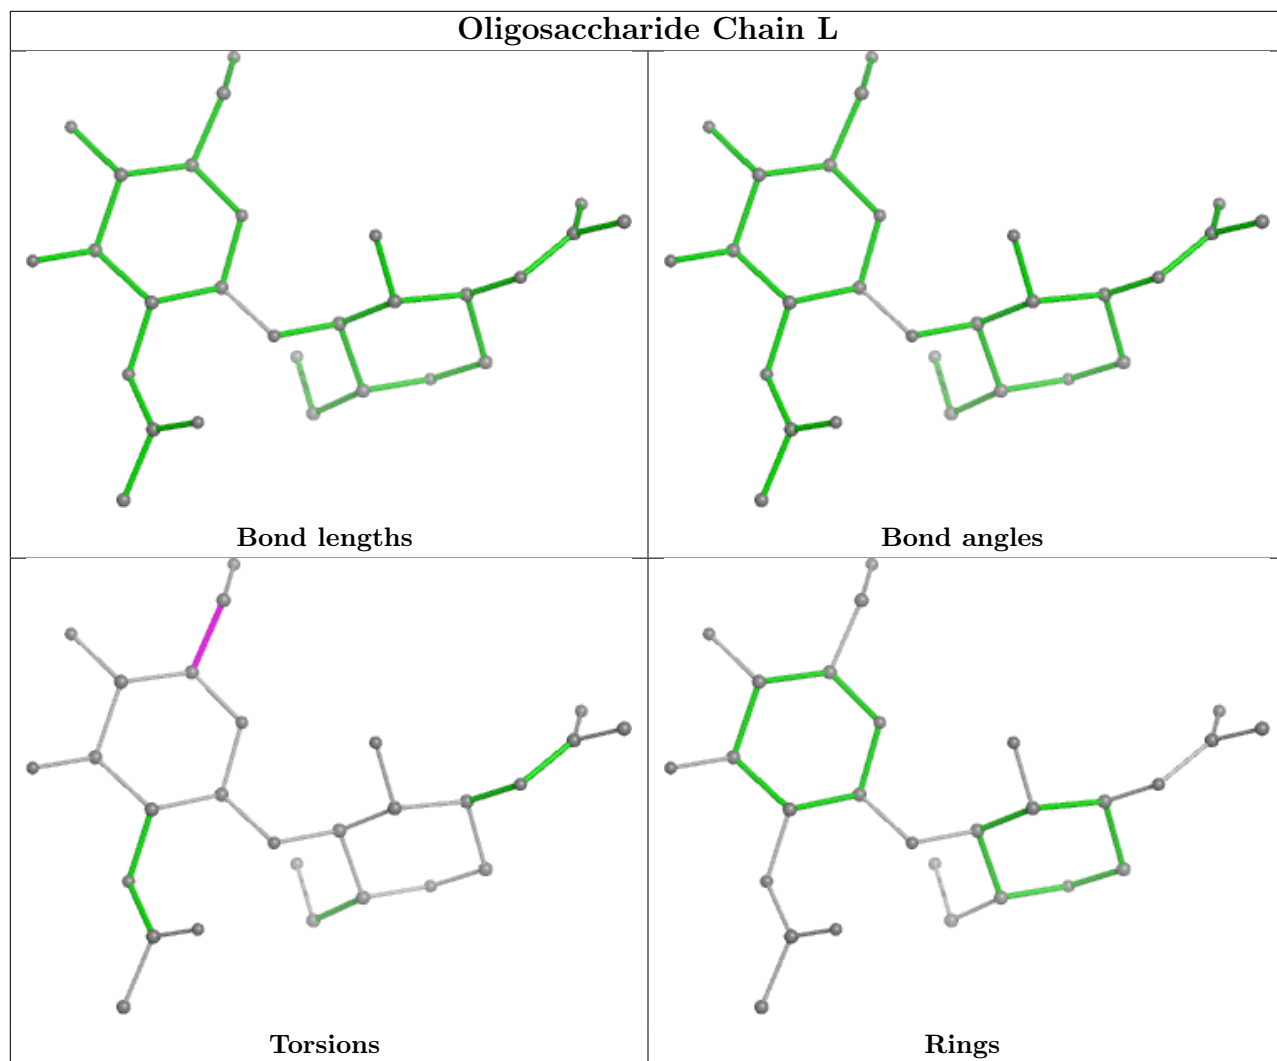 Oligosaccharide Chain L
Bond lengths
Bond angles
Torsions
Rings